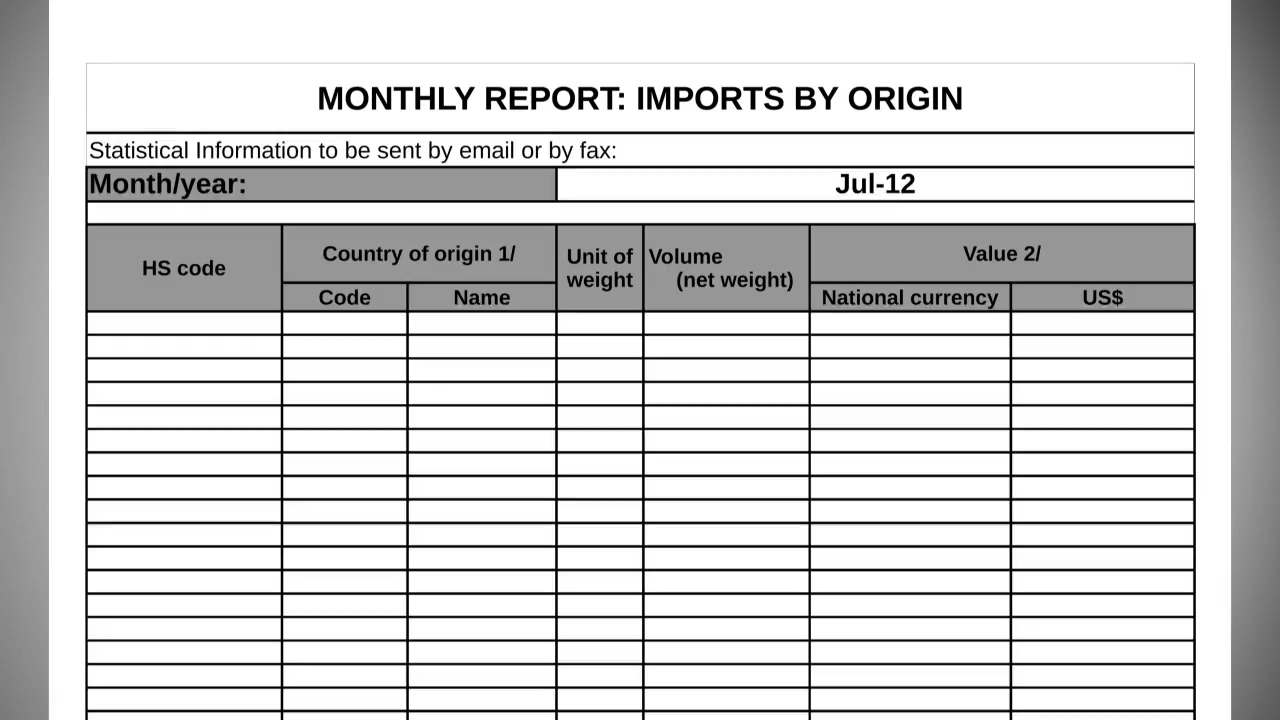 MONTHLY REPORT: IMPORTS BY ORIGIN
Statistical Information to be sent by email or by fax:
Month/year: Jul-12
HS code
Country of origin 1/
Unit of
weight
Volume
(net weight)
Value 2/
Code
Name
National currency
US$